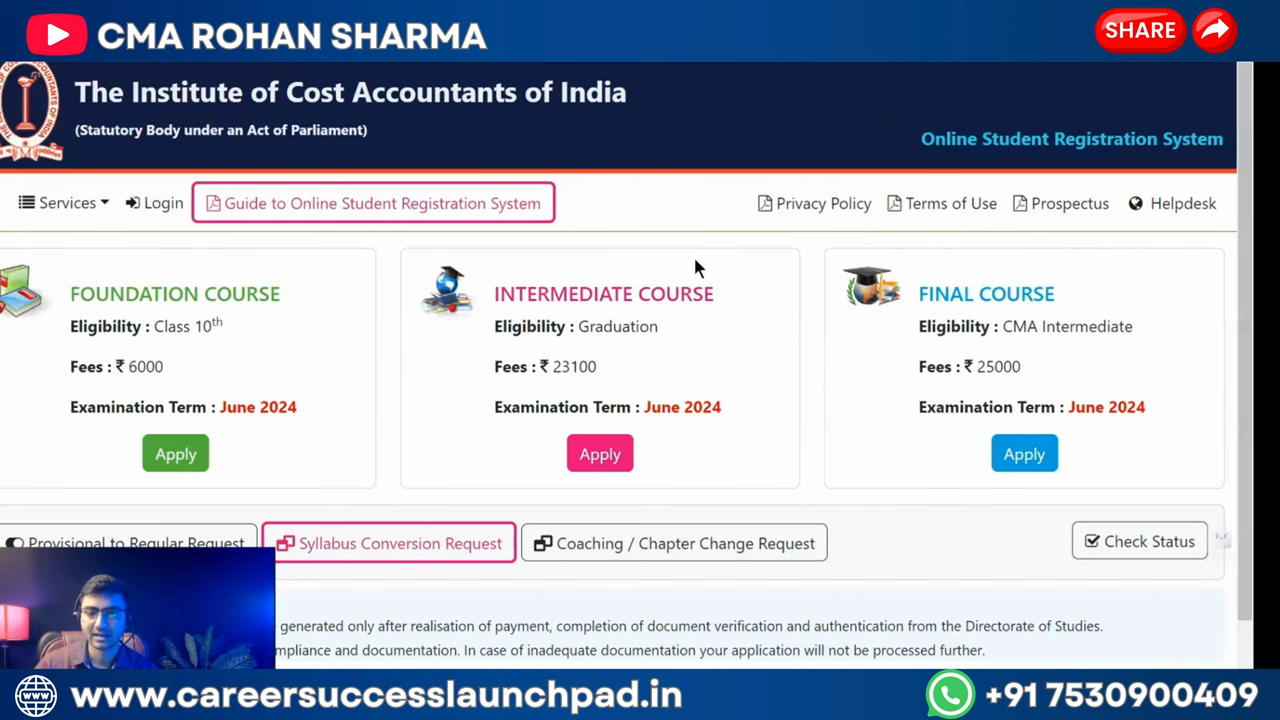 CMA ROHAN SHARMA
SHARE
The Institute of Cost Accountants of India
(Statutory Body under an Act of Parliament)
Online Student Registration System
Services Login Guide to Online Student Registration System Privacy Policy Terms of Use Prospectus Helpdesk
FOUNDATION COURSE
Eligibility : Class 10th
Fees : ₹ 6000
Examination Term : June 2024
Apply
INTERMEDIATE COURSE
Eligibility : Graduation
Fees : ₹ 23100
Examination Term : June 2024
Apply
FINAL COURSE
Eligibility : CMA Intermediate
Fees : ₹ 25000
Examination Term : June 2024
Apply
Provisional to Regular Request Syllabus Conversion Request Coaching / Chapter Change Request Check Status
generated only after realisation of payment, completion of document verification and authentication from the Directorate of Studies.
mpliance and documentation. In case of inadequate documentation your application will not be processed further.
www.careersuccesslaunchpad.in +91 7530900409